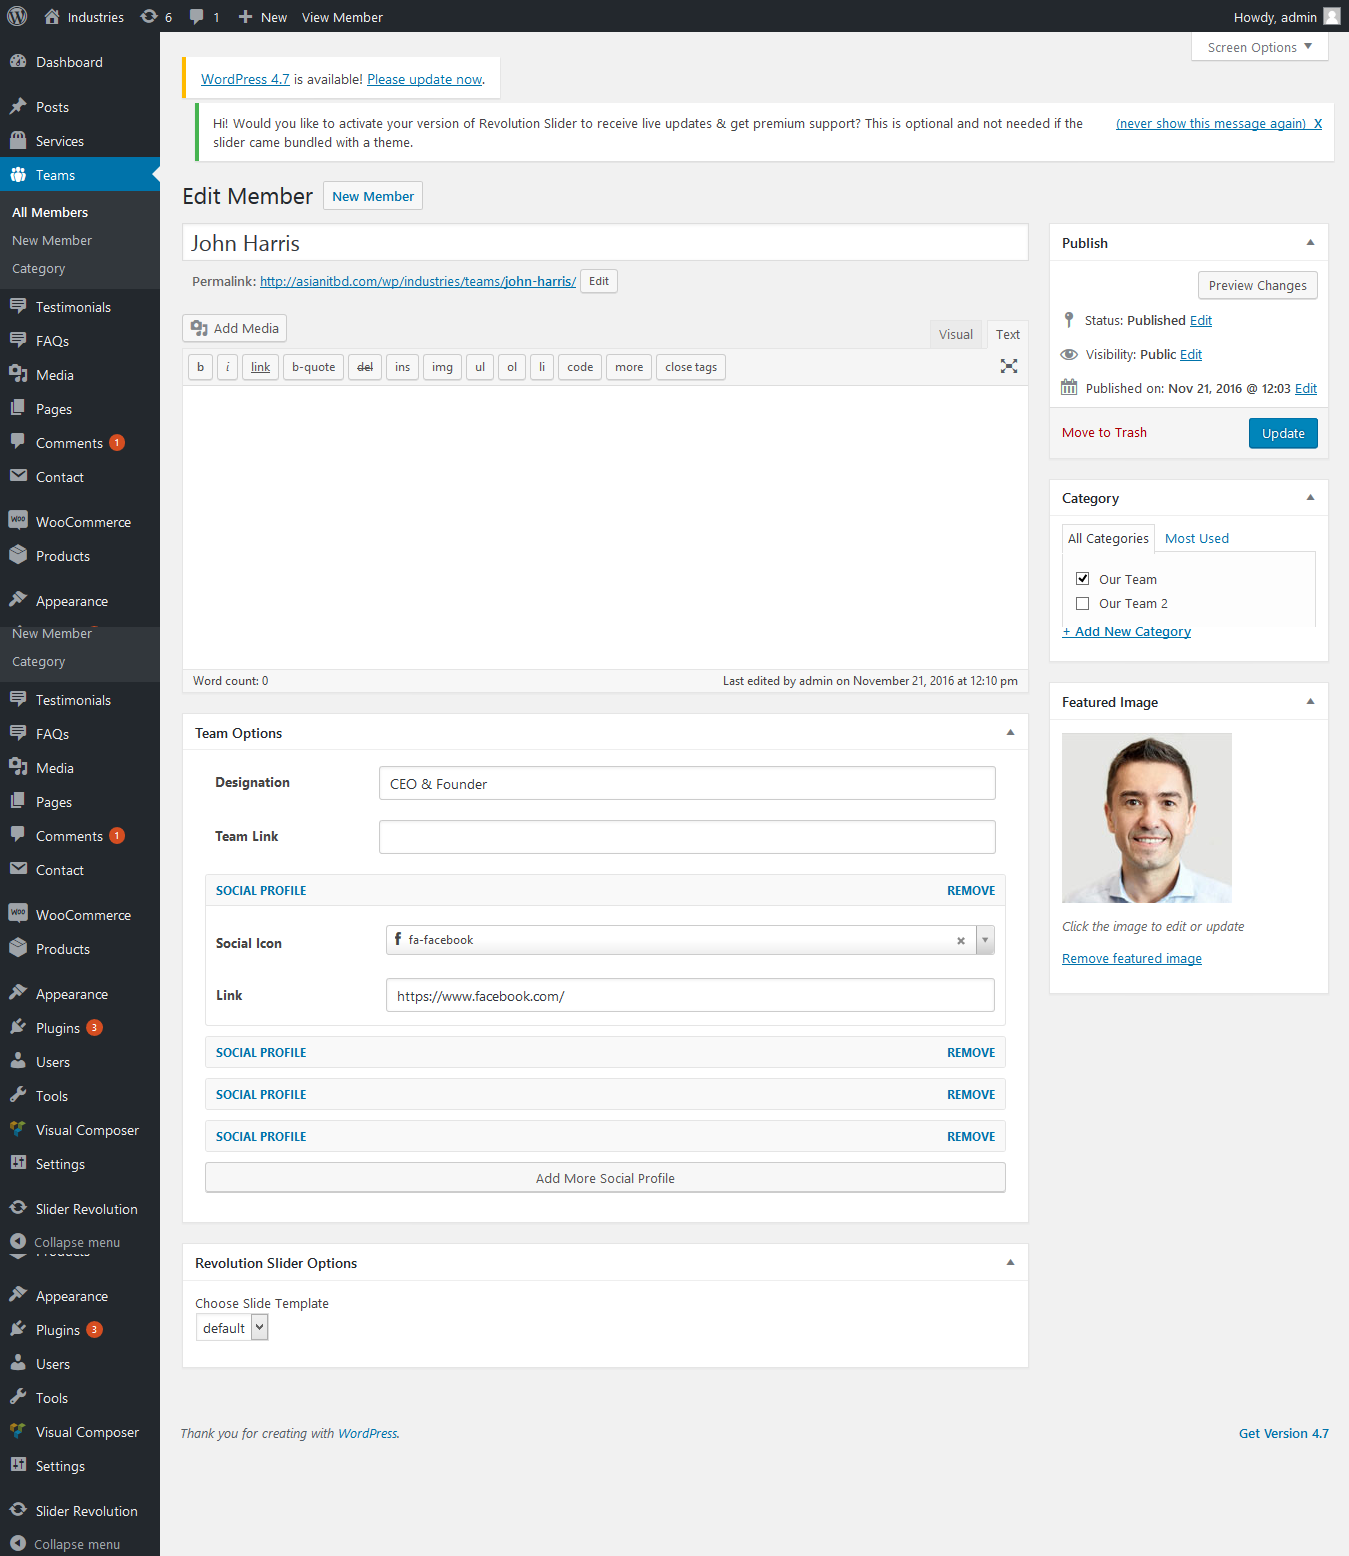 Industries 6 1 New View Member Howdy, admin
Screen Options
Dashboard
Posts
Services
Teams
All Members
New Member
Category
Testimonials
FAQs
Media
Pages
Comments 1
Contact
WooCommerce
Products
Appearance
New Member
Category
Testimonials
FAQs
Media
Pages
Comments 1
Contact
WooCommerce
Products
Appearance
Plugins 3
Users
Tools
Visual Composer
Settings
Slider Revolution
Collapse menu
Products
Appearance
Plugins 3
Users
Tools
Visual Composer
Settings
Slider Revolution
Collapse menu
WordPress 4.7 is available! Please update now.
Hi! Would you like to activate your version of Revolution Slider to receive live updates & get premium support? This is optional and not needed if the
slider came bundled with a theme.
(never show this message again) X
Edit Member New Member
John Harris
Permalink: http://asianitbd.com/wp/industries/teams/john-harris/ Edit
Add Media
Visual Text
b i link b-quote del ins img ul ol li code more close tags
Word count: 0 Last edited by admin on November 21, 2016 at 12:10 pm
Team Options
Designation CEO & Founder
Team Link
SOCIAL PROFILE REMOVE
Social Icon fa-facebook
Link https://www.facebook.com/
SOCIAL PROFILE REMOVE
SOCIAL PROFILE REMOVE
SOCIAL PROFILE REMOVE
Add More Social Profile
Revolution Slider Options
Choose Slide Template
default
Publish
Preview Changes
Status: Published Edit
Visibility: Public Edit
Published on: Nov 21, 2016 @ 12:03 Edit
Move to Trash Update
Category
All Categories Most Used
Our Team
Our Team 2
+ Add New Category
Featured Image
Click the image to edit or update
Remove featured image
Thank you for creating with WordPress.
Get Version 4.7